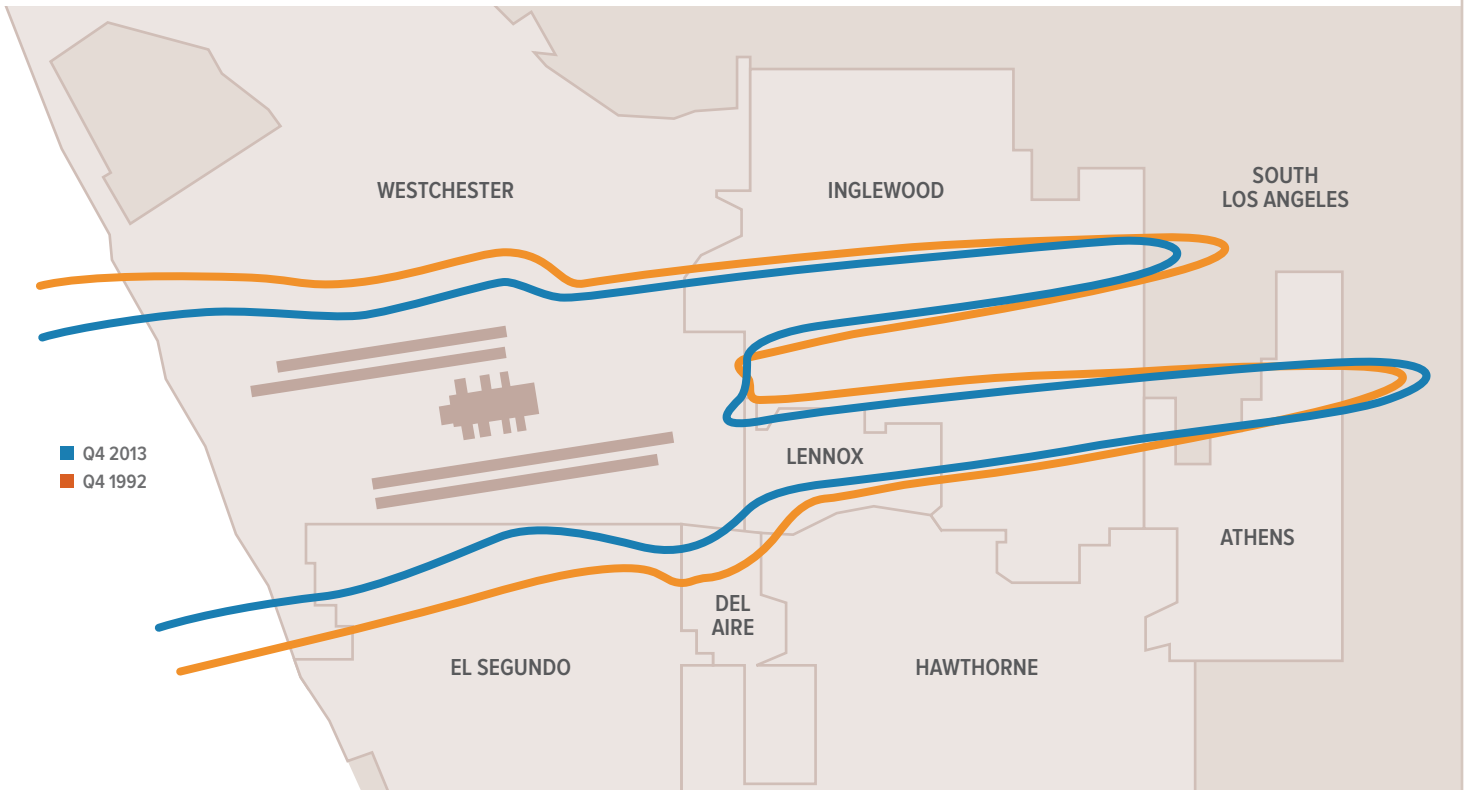 WESTCHESTER
INGLEWOOD
SOUTH
LOS ANGELES
Q4 2013
Q4 1992
LENNOX
ATHENS
DEL
AIRE
EL SEGUNDO
HAWTHORNE